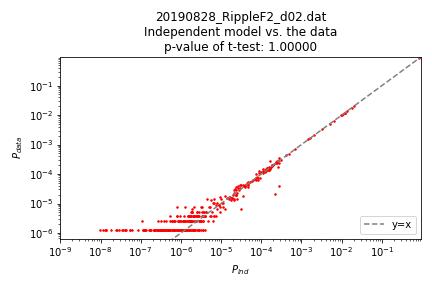 20190828_RippleF2_d02.dat
Independent model vs. the data
p-value of t-test: 1.00000
P_data
10⁻¹
10⁻²
10⁻³
10⁻⁴
10⁻⁵
10⁻⁶
y=x
10⁻⁹ 10⁻⁸ 10⁻⁷ 10⁻⁶ 10⁻⁵ 10⁻⁴ 10⁻³ 10⁻² 10⁻¹
P_ind